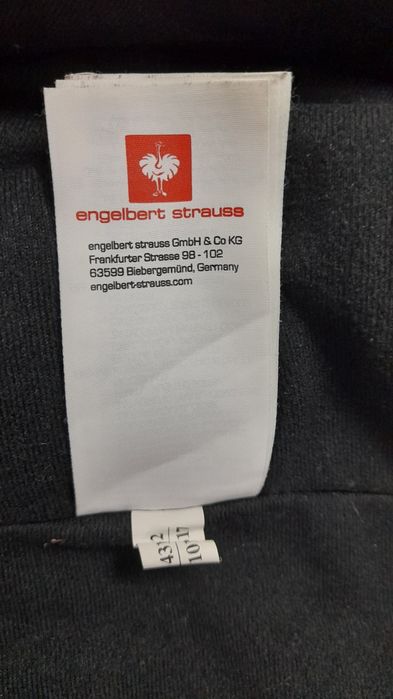 engelbert strauss
engelbert strauss GmbH & Co KG
Frankfurter Strasse 98 - 102
63599 Biebergemünd, Germany
engelbert-strauss.com
4312
10'17